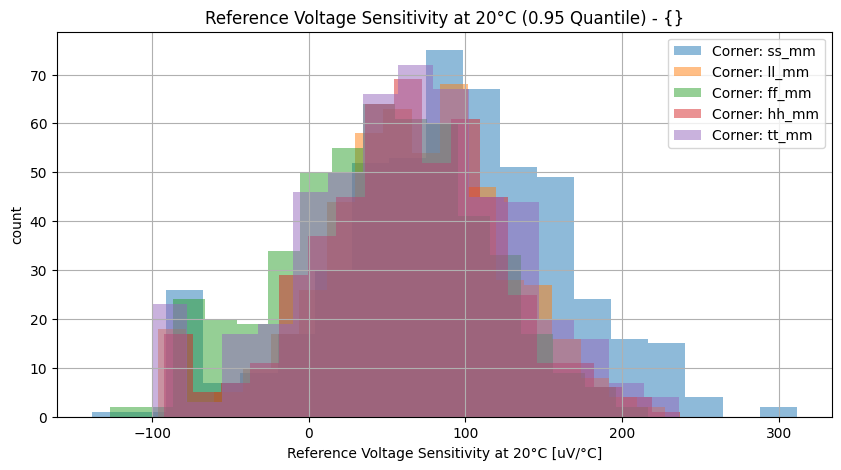 Reference Voltage Sensitivity at 20°C (0.95 Quantile) - {}
Corner: ss_mm
Corner: ll_mm
Corner: ff_mm
Corner: hh_mm
Corner: tt_mm
70
60
50
40
30
20
10
0
count
−100
0
100
200
300
Reference Voltage Sensitivity at 20°C [uV/°C]